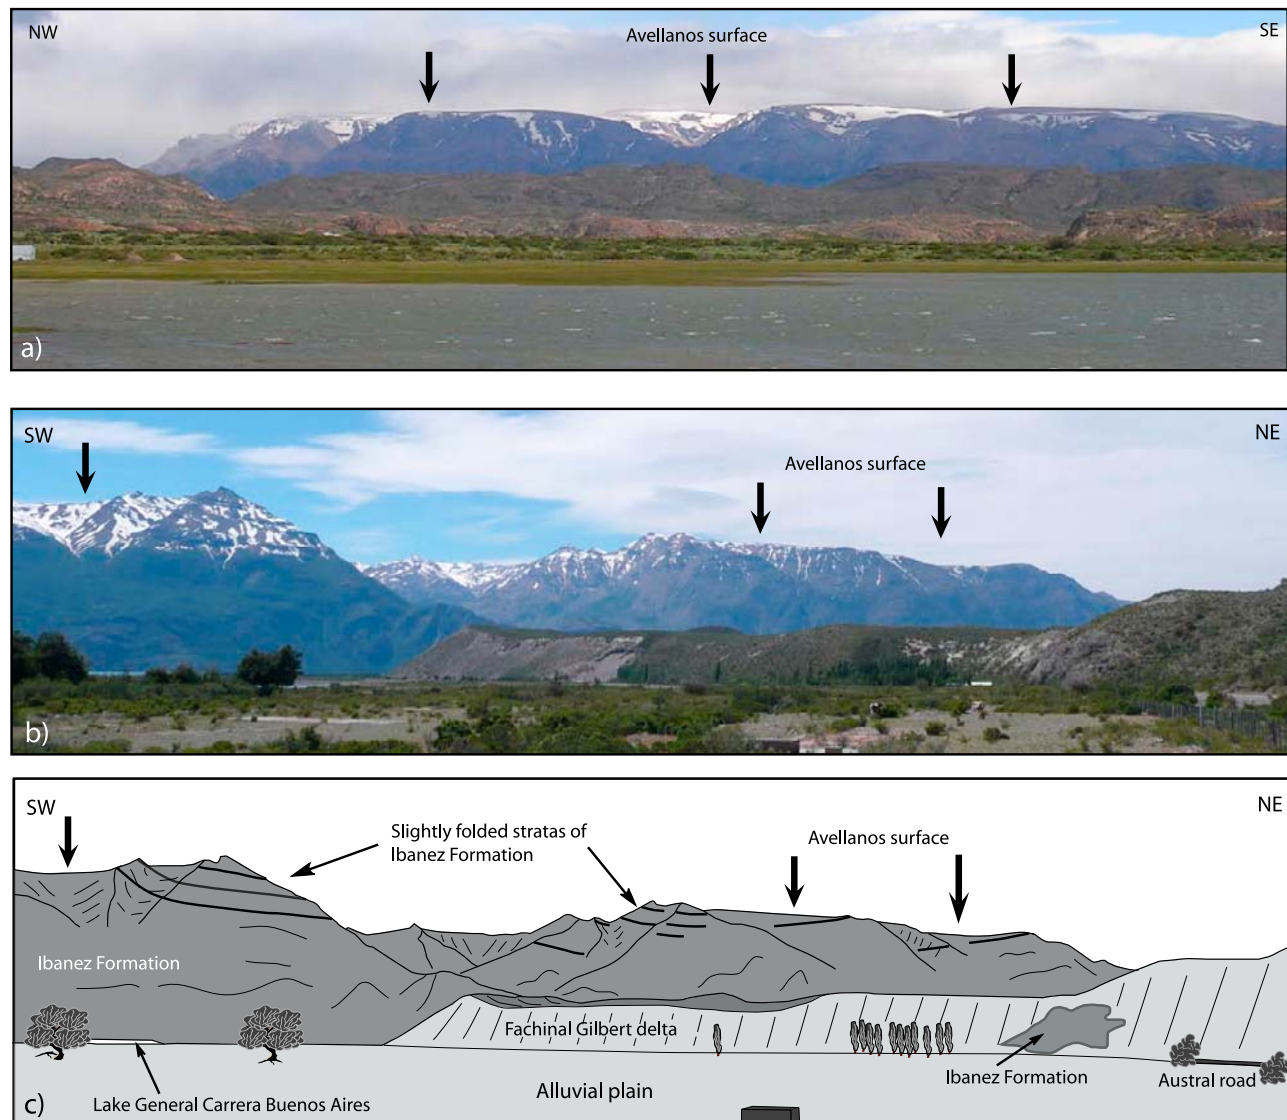 NW
Avellanos surface
SE
a)
SW
Avellanos surface
NE
b)
SW
NE
Slightly folded stratas of
Ibanez Formation
Avellanos surface
Ibanez Formation
Fachinal Gilbert delta
Ibanez Formation
Austral road
Alluvial plain
Lake General Carrera Buenos Aires
c)